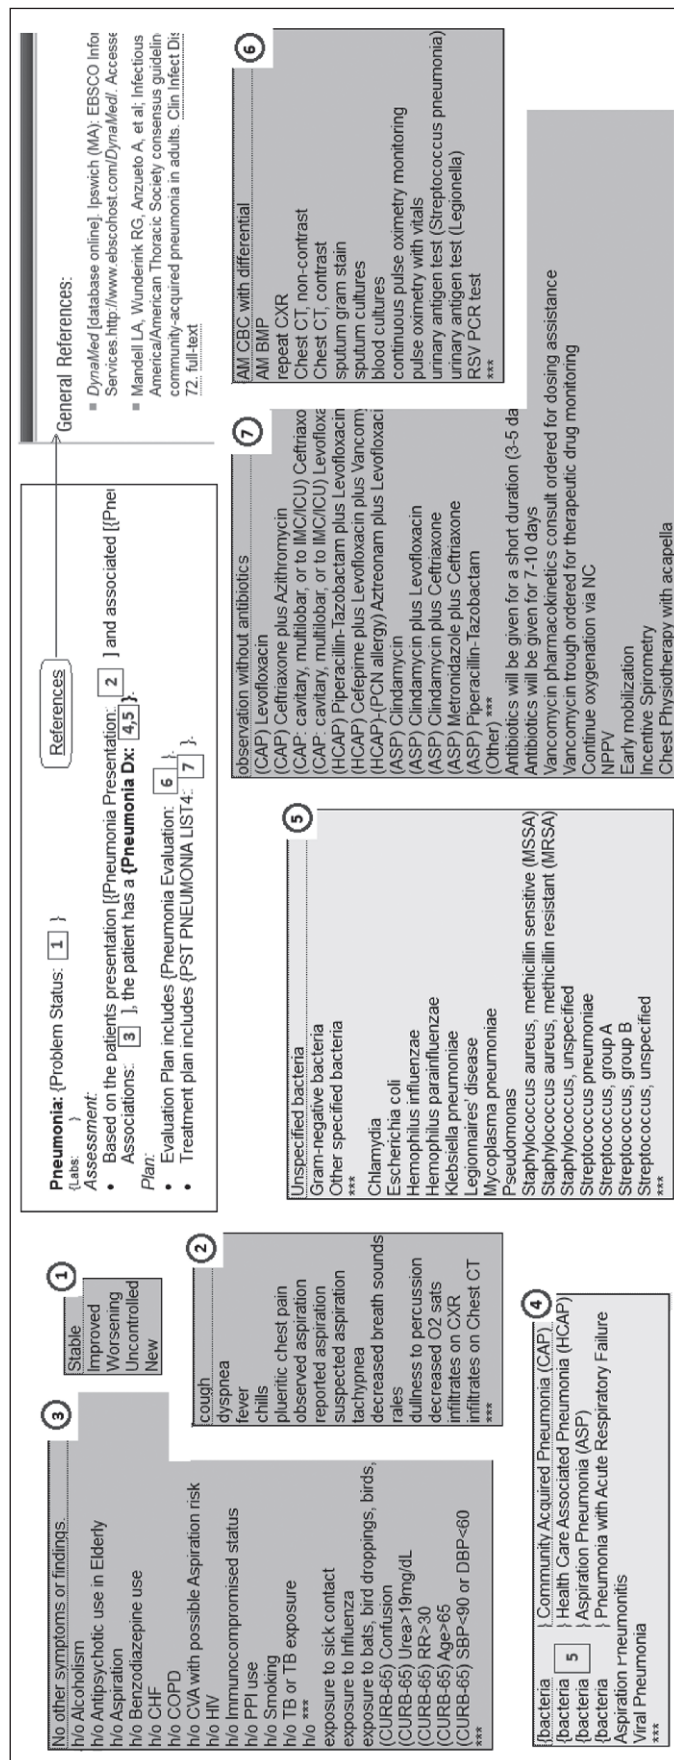 Pneumonia: {Problem Status: 1 }
{Labs: }
Assessment:
• Based on the patients presentation [{Pneumonia Presentation: 2 ] and associated [{Pnei
Associations: 3 ], the patient has a {Pneumonia Dx: 4,5 }.
Plan:
• Evaluation Plan includes {Pneumonia Evaluation: 6 }.
• Treatment plan includes {PST PNEUMONIA LIST4: 7 }.
References
General References:
▪ DynaMed [database online]. Ipswich (MA): EBSCO Infor
Services.http://www.ebscohost.com/DynaMed/. Accesse
▪ Mandell LA, Wunderink RG, Anzueto A, et al; Infectious
America/American Thoracic Society consensus guidelin
community-acquired pneumonia in adults. Clin Infect Dis
72. full-text
1
Stable
Improved
Worsening
Uncontrolled
New
2
cough
dyspnea
fever
chills
plueritic chest pain
observed aspiration
reported aspiration
suspected aspiration
tachypnea
decreased breath sounds
rales
dullness to percussion
decreased O2 sats
infiltrates on CXR
infiltrates on Chest CT
***
3
No other symptoms or findings.
h/o Alcoholism
h/o Antipsychotic use in Elderly
h/o Aspiration
h/o Benzodiazepine use
h/o CHF
h/o COPD
h/o CVA with possible Aspiration risk
h/o HIV
h/o Immunocompromised status
h/o PPI use
h/o Smoking
h/o TB or TB exposure
h/o ***
exposure to sick contact
exposure to Influenza
exposure to bats, bird droppings, birds,
(CURB-65) Confusion
(CURB-65) Urea>19mg/dL
(CURB-65) RR>30
(CURB-65) Age>65
(CURB-65) SBP<90 or DBP<60
***
4
{bacteria } Community Acquired Pneumonia (CAP)
{bacteria 5 } Health Care Associated Pneumonia (HCAP)
{bacteria } Aspiration Pneumonia (ASP)
{bacteria } Pneumonia with Acute Respiratory Failure
Aspiration Pneumonitis
Viral Pneumonia
***
5
Unspecified bacteria
Gram-negative bacteria
Other specified bacteria
***
Chlamydia
Escherichia coli
Hemophilus influenzae
Hemophilus parainfluenzae
Klebsiella pneumoniae
Legionnaires' disease
Mycoplasma pneumoniae
Pseudomonas
Staphylococcus aureus, methicillin sensitive (MSSA)
Staphylococcus aureus, methicillin resistant (MRSA)
Staphylococcus, unspecified
Streptococcus pneumoniae
Streptococcus, group A
Streptococcus, group B
Streptococcus, unspecified
***
6
AM CBC with differential
AM BMP
repeat CXR
Chest CT, non-contrast
Chest CT, contrast
sputum gram stain
sputum cultures
blood cultures
continuous pulse oximetry monitoring
pulse oximetry with vitals
urinary antigen test (Streptococcus pneumonia)
urinary antigen test (Legionella)
RSV PCR test
***
7
observation without antibiotics
(CAP) Levofloxacin
(CAP) Ceftriaxone plus Azithromycin
(CAP: cavitary, multilobar, or to IMC/ICU) Ceftriaxo
(CAP: cavitary, multilobar, or to IMC/ICU) Levofloxa
(HCAP) Piperacillin-Tazobactam plus Levofloxacin
(HCAP) Cefepime plus Levofloxacin plus Vancomy
(HCAP)-(PCN allergy) Aztreonam plus Levofloxaci
(ASP) Clindamycin
(ASP) Clindamycin plus Levofloxacin
(ASP) Clindamycin plus Ceftriaxone
(ASP) Metronidazole plus Ceftriaxone
(ASP) Piperacillin-Tazobactam
(Other) ***
Antibiotics will be given for a short duration (3-5 da
Antibiotics will be given for 7-10 days
Vancomycin pharmacokinetics consult ordered for dosing assistance
Vancomycin trough ordered for therapeutic drug monitoring
Continue oxygenation via NC
NPPV
Early mobilization
Incentive Spirometry
Chest Physiotherapy with acapella